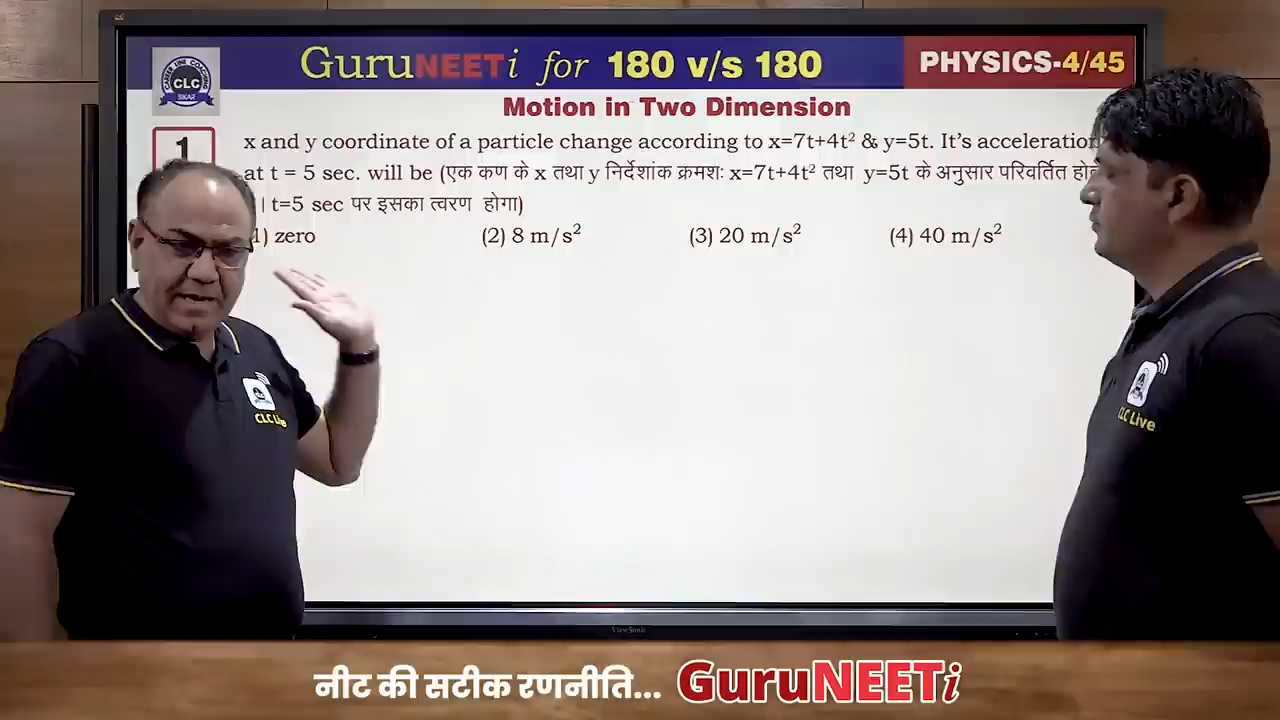 GuruNEETi for 180 v/s 180
PHYSICS-4/45
CLC
SIKAR
Motion in Two Dimension
1
x and y coordinate of a particle change according to x=7t+4t² & y=5t. It's acceleration
at t = 5 sec. will be (एक कण के x तथा y निर्देशांक क्रमशः x=7t+4t² तथा y=5t के अनुसार परिवर्तित
। t=5 sec पर इसका त्वरण होगा)
1) zero (2) 8 m/s² (3) 20 m/s² (4) 40 m/s²
CLC Live
CLC Live
ViewSonic
नीट की सटीक रणनीति... GuruNEETi